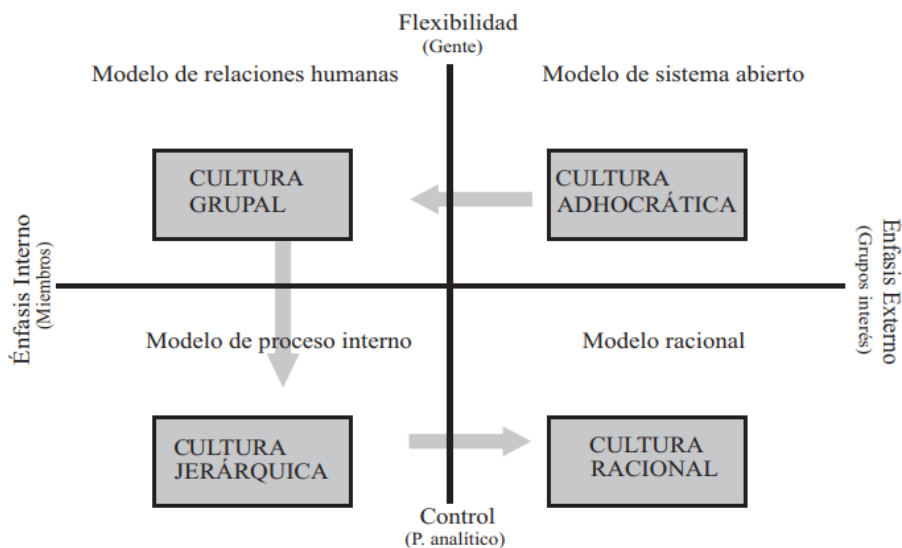 Flexibilidad
(Gente)
Modelo de relaciones humanas
Modelo de sistema abierto
CULTURA
GRUPAL
CULTURA
ADHOCRÁTICA
Énfasis Interno
(Miembros)
Énfasis Externo
(Grupos interés)
Modelo de proceso interno
Modelo racional
CULTURA
JERÁRQUICA
CULTURA
RACIONAL
Control
(P. analítico)